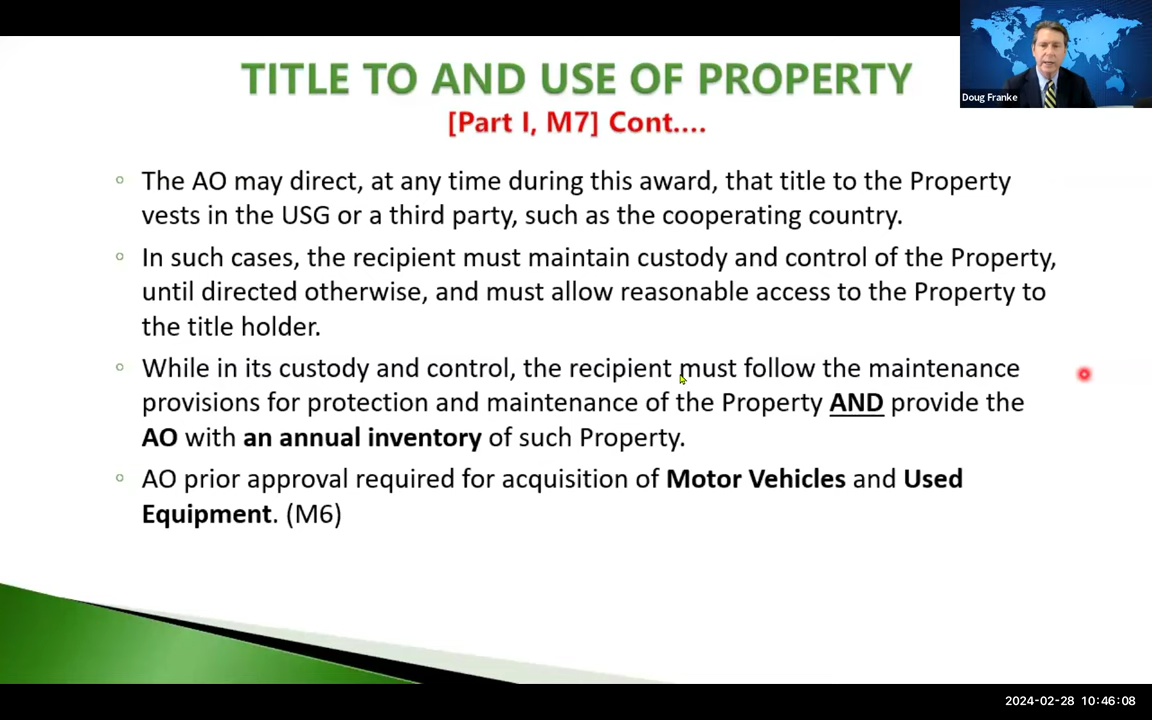 TITLE TO AND USE OF PROPERTY
[Part I, M7] Cont....
Doug Franke
◦ The AO may direct, at any time during this award, that title to the Property
vests in the USG or a third party, such as the cooperating country.
◦ In such cases, the recipient must maintain custody and control of the Property,
until directed otherwise, and must allow reasonable access to the Property to
the title holder.
◦ While in its custody and control, the recipient must follow the maintenance
provisions for protection and maintenance of the Property AND provide the
AO with an annual inventory of such Property.
◦ AO prior approval required for acquisition of Motor Vehicles and Used
Equipment. (M6)
2024-02-28 10:46:08